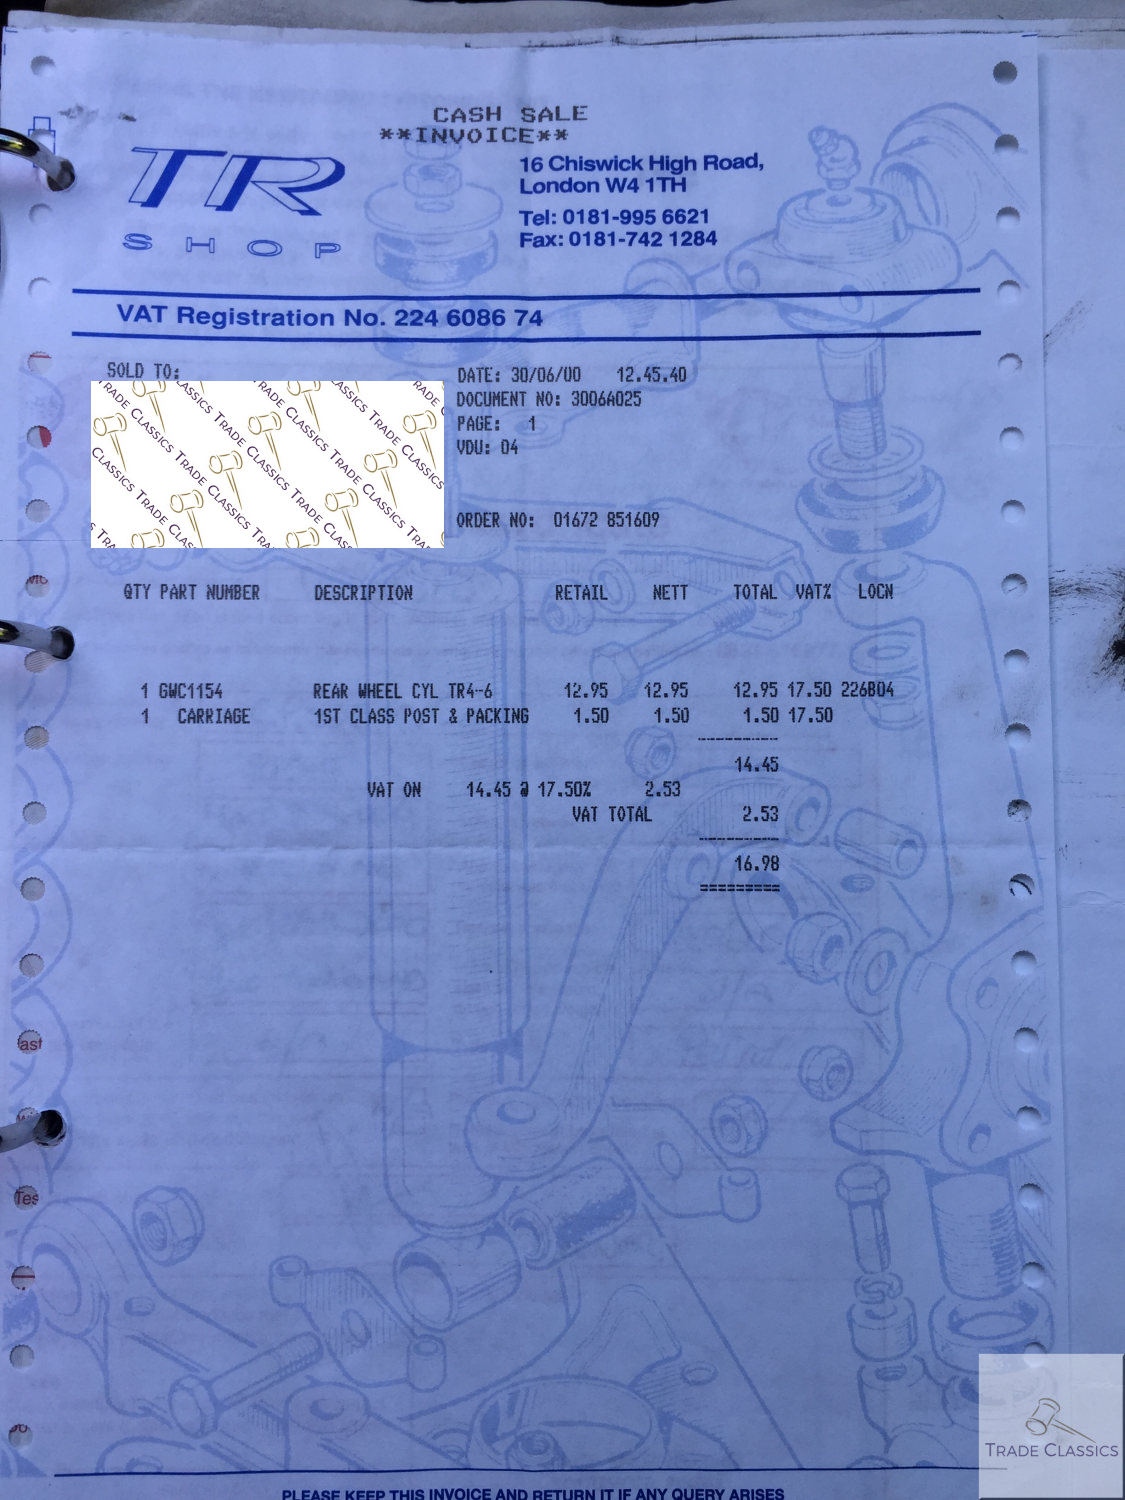 CASH SALE
**INVOICE**
TR
SHOP
16 Chiswick High Road,
London W4 1TH
Tel: 0181-995 6621
Fax: 0181-742 1284
VAT Registration No. 224 6086 74
SOLD TO:
DATE: 30/06/00 12.45.40
DOCUMENT NO: 3006A025
PAGE: 1
VDU: 04
ORDER NO: 01672 851609
QTY PART NUMBER DESCRIPTION RETAIL NETT TOTAL VAT% LOCN
1 GWC1154 REAR WHEEL CYL TR4-6 12.95 12.95 12.95 17.50 226B04
1 CARRIAGE 1ST CLASS POST & PACKING 1.50 1.50 1.50 17.50
14.45
VAT ON 14.45 @ 17.50% 2.53
VAT TOTAL 2.53
16.98
=========
PLEASE KEEP THIS INVOICE AND RETURN IT IF ANY QUERY ARISES
TRADE CLASSICS